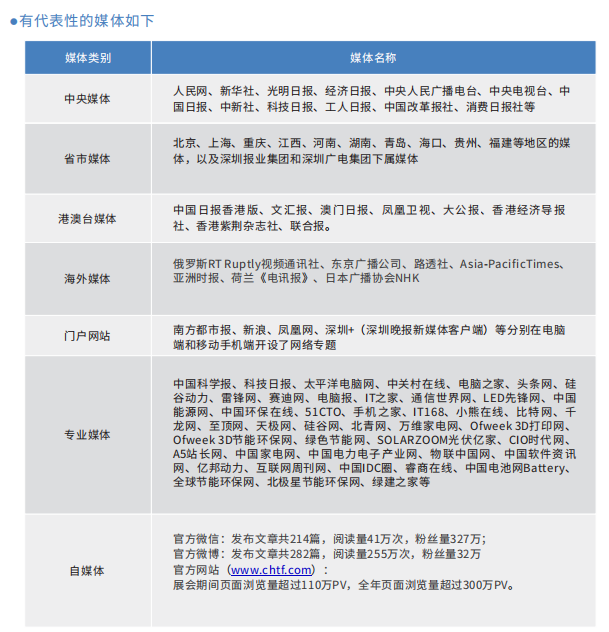 ●有代表性的媒体如下
媒体类别
媒体名称
中央媒体
人民网、新华社、光明日报、经济日报、中央人民广播电台、中央电视台、中
国日报、中新社、科技日报、工人日报、中国改革报社、消费日报社等
省市媒体
北京、上海、重庆、江西、河南、湖南、青岛、海口、贵州、福建等地区的媒
体，以及深圳报业集团和深圳广电集团下属媒体
港澳台媒体
中国日报香港版、文汇报、澳门日报、凤凰卫视、大公报、香港经济导报
社、香港紫荆杂志社、联合报。
海外媒体
俄罗斯RT Ruptly视频通讯社、东京广播公司、路透社、Asia-PacificTimes、
亚洲时报、荷兰《电讯报》、日本广播协会NHK
门户网站
南方都市报、新浪、凤凰网、深圳+（深圳晚报新媒体客户端）等分别在电脑
端和移动手机端开设了网络专题
专业媒体
中国科学报、科技日报、太平洋电脑网、中关村在线、电脑之家、头条网、硅
谷动力、雷锋网、赛迪网、电脑报、IT之家、通信世界网、LED先锋网、中国
能源网、中国环保在线、51CTO、手机之家、IT168、小熊在线、比特网、千
龙网、至顶网、天极网、硅谷网、北青网、万维家电网、Ofweek 3D打印网、
Ofweek 3D节能环保网、绿色节能网、SOLARZOOM光伏亿家、CIO时代网、
A5站长网、中国家电网、中国电力电子产业网、物联中国网、中国软件资讯
网、亿邦动力、互联网周刊网、中国IDC圈、睿商在线、中国电池网Battery、
全球节能环保网、北极星节能环保网、绿建之家等
自媒体
官方微信：发布文章共214篇，阅读量41万次，粉丝量327万；
官方微博：发布文章共282篇，阅读量255万次，粉丝量32万
官方网站（www.chtf.com）：
展会期间页面浏览量超过110万PV，全年页面浏览量超过300万PV。